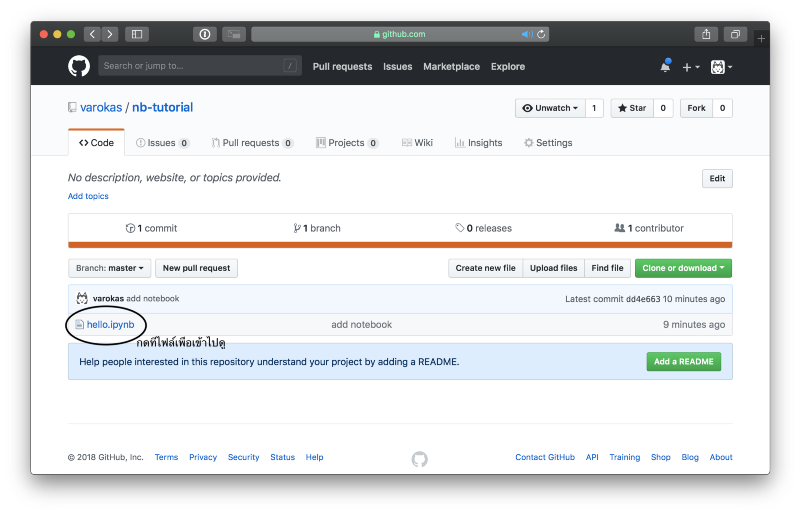 github.com
Search or jump to... /
Pull requests Issues Marketplace Explore
varokas / nb-tutorial
Unwatch 1 Star 0 Fork 0
Code Issues 0 Pull requests 0 Projects 0 Wiki Insights Settings
No description, website, or topics provided.
Edit
Add topics
1 commit 1 branch 0 releases 1 contributor
Branch: master New pull request Create new file Upload files Find file Clone or download
varokas add notebook Latest commit dd4e663 10 minutes ago
hello.ipynb add notebook 9 minutes ago
กดที่ไฟล์เพื่อเข้าไปดู
Help people interested in this repository understand your project by adding a README. Add a README
© 2018 GitHub, Inc. Terms Privacy Security Status Help Contact GitHub API Training Shop Blog About